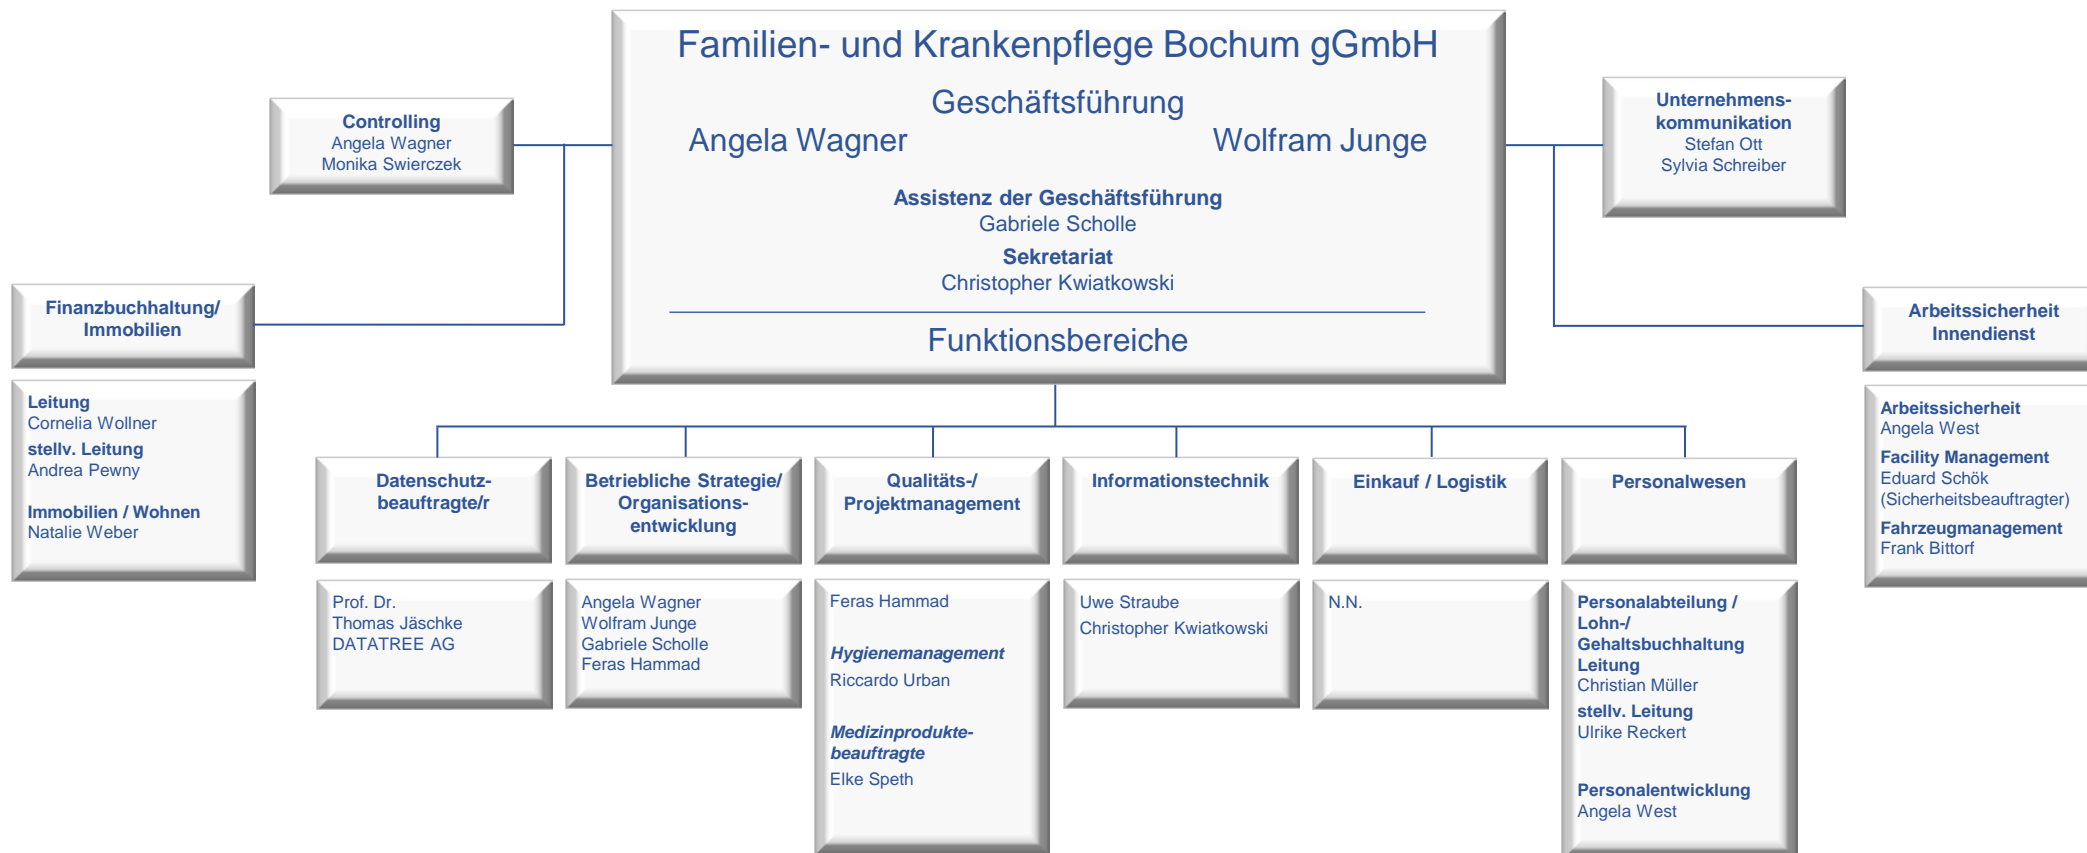 Familien- und Krankenpflege Bochum gGmbH
Geschäftsführung
Angela Wagner Wolfram Junge
Assistenz der Geschäftsführung
Gabriele Scholle
Sekretariat
Christopher Kwiatkowski
Funktionsbereiche
Controlling
Angela Wagner
Monika Swierczek
Unternehmens-
kommunikation
Stefan Ott
Sylvia Schreiber
Finanzbuchhaltung/
Immobilien
Leitung
Cornelia Wollner
stellv. Leitung
Andrea Pewny
Immobilien / Wohnen
Natalie Weber
Arbeitssicherheit
Innendienst
Arbeitssicherheit
Angela West
Facility Management
Eduard Schök
(Sicherheitsbeauftragter)
Fahrzeugmanagement
Frank Bittorf
Datenschutz-
beauftragte/r
Prof. Dr.
Thomas Jäschke
DATATREE AG
Betriebliche Strategie/
Organisations-
entwicklung
Angela Wagner
Wolfram Junge
Gabriele Scholle
Feras Hammad
Qualitäts-/
Projektmanagement
Feras Hammad
Hygienemanagement
Riccardo Urban
Medizinprodukte-
beauftragte
Elke Speth
Informationstechnik
Uwe Straube
Christopher Kwiatkowski
Einkauf / Logistik
N.N.
Personalwesen
Personalabteilung /
Lohn-/
Gehaltsbuchhaltung
Leitung
Christian Müller
stellv. Leitung
Ulrike Reckert
Personalentwicklung
Angela West